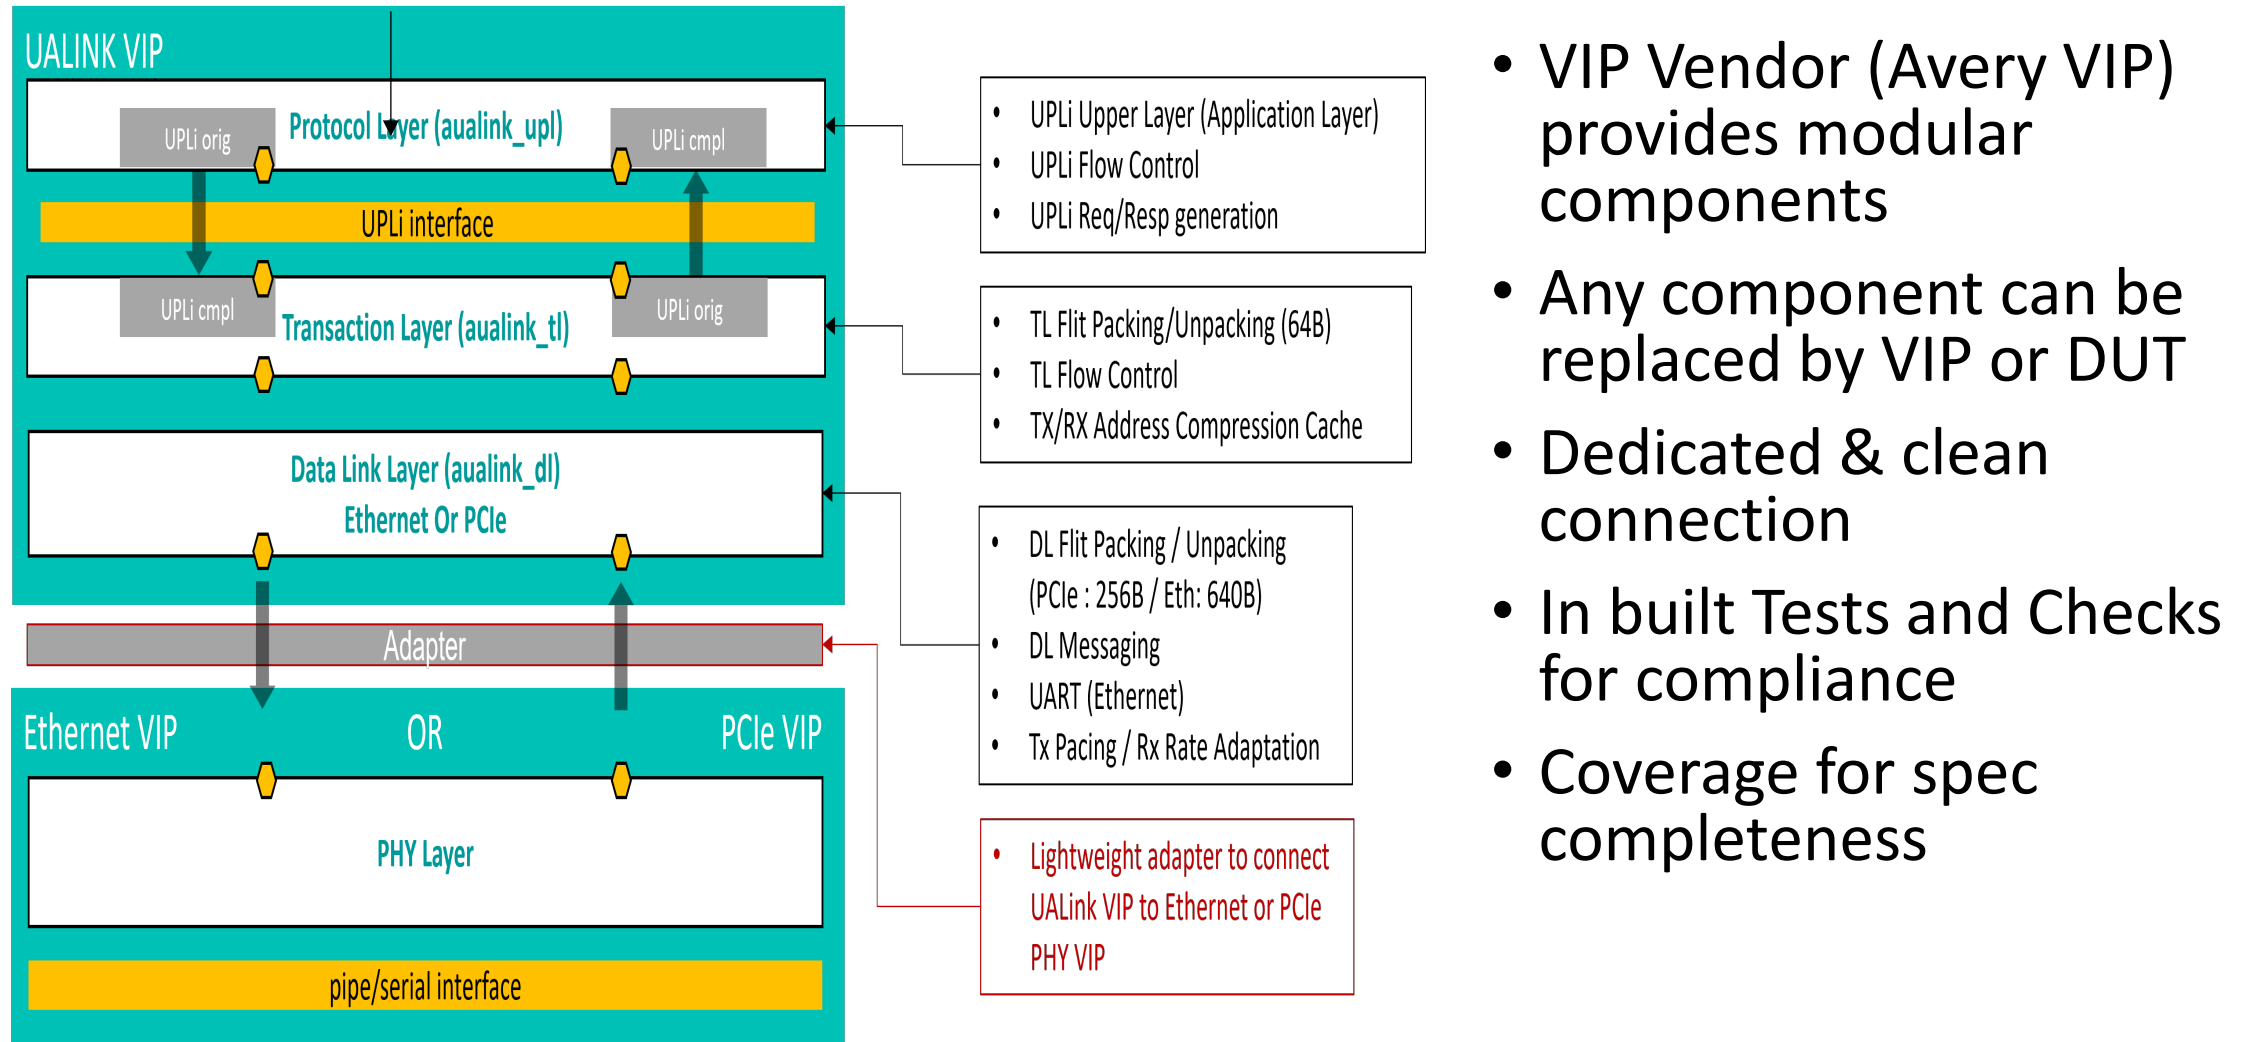 UALINK VIP
UPLi orig
Protocol Layer (aualink_upl)
UPLi cmpl
UPLi interface
UPLi cmpl
Transaction Layer (aualink_tl)
UPLi orig
Data Link Layer (aualink_dl)
Ethernet Or PCIe
Adapter
Ethernet VIP
OR
PCIe VIP
PHY Layer
pipe/serial interface
• UPLi Upper Layer (Application Layer)
• UPLi Flow Control
• UPLi Req/Resp generation
• TL Flit Packing/Unpacking (64B)
• TL Flow Control
• TX/RX Address Compression Cache
• DL Flit Packing / Unpacking
(PCIe : 256B / Eth: 640B)
• DL Messaging
• UART (Ethernet)
• Tx Pacing / Rx Rate Adaptation
• Lightweight adapter to connect
UALink VIP to Ethernet or PCIe
PHY VIP
• VIP Vendor (Avery VIP)
provides modular
components
• Any component can be
replaced by VIP or DUT
• Dedicated & clean
connection
• In built Tests and Checks
for compliance
• Coverage for spec
completeness